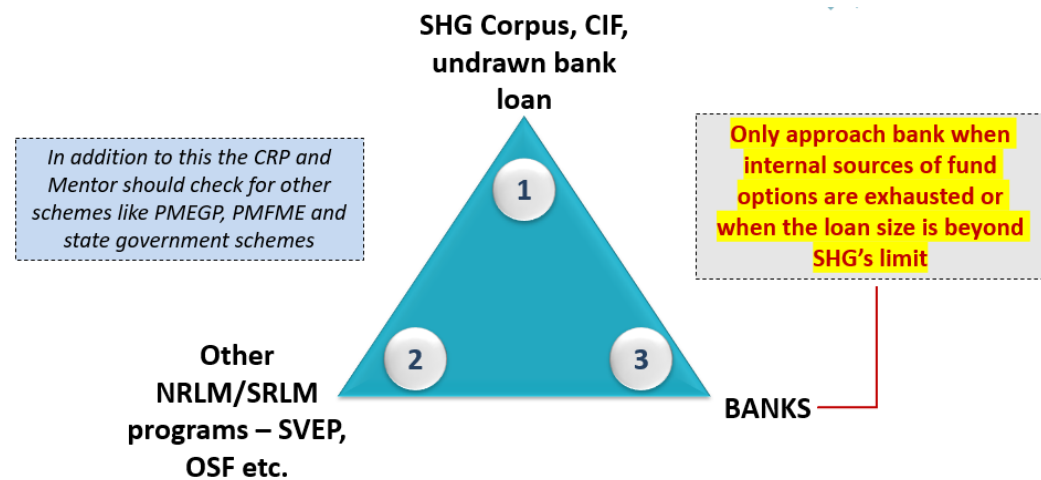 SHG Corpus, CIF,
undrawn bank
loan
In addition to this the CRP and
Mentor should check for other
schemes like PMEGP, PMFME and
state government schemes
Only approach bank when
internal sources of fund
options are exhausted or
when the loan size is beyond
SHG’s limit
1
2
3
Other
NRLM/SRLM
programs – SVEP,
OSF etc.
BANKS